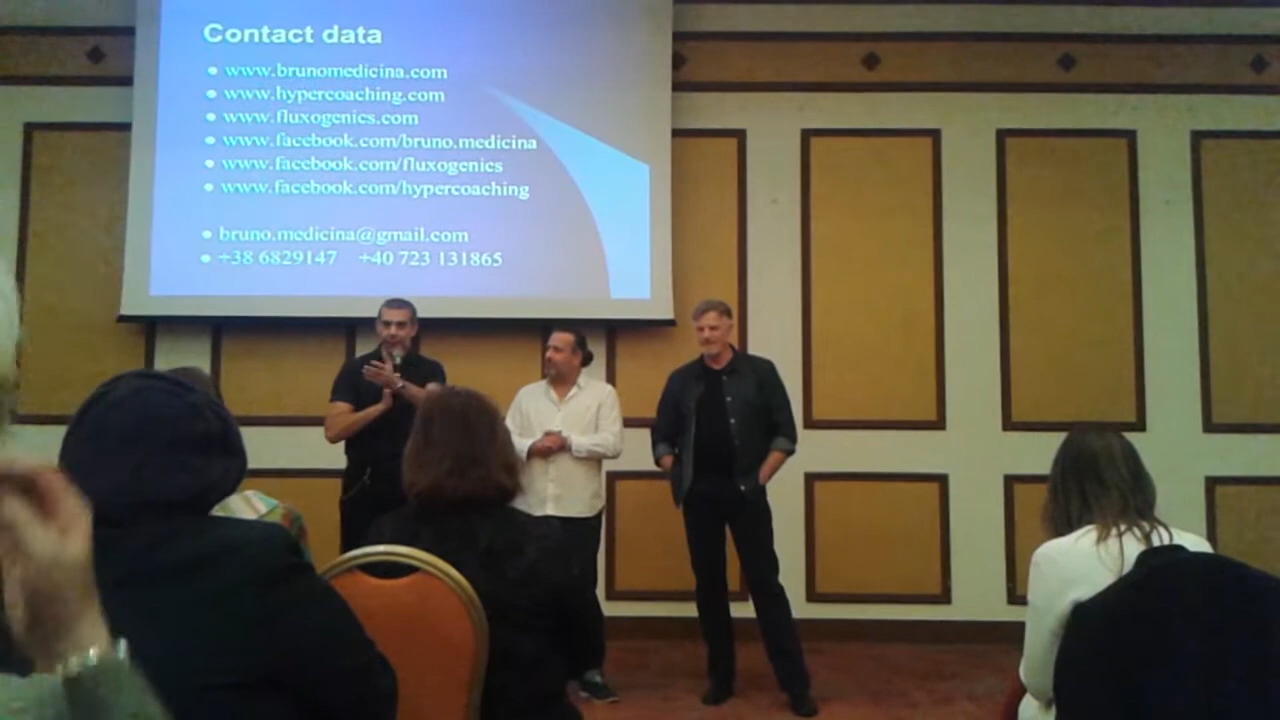 Contact data
• www.brunomedicina.com
• www.hypercoaching.com
• www.fluxogenics.com
• www.facebook.com/bruno.medicina
• www.facebook.com/fluxogenics
• www.facebook.com/hypercoaching
• bruno.medicina@gmail.com
• +38 6829147 +40 723 131865